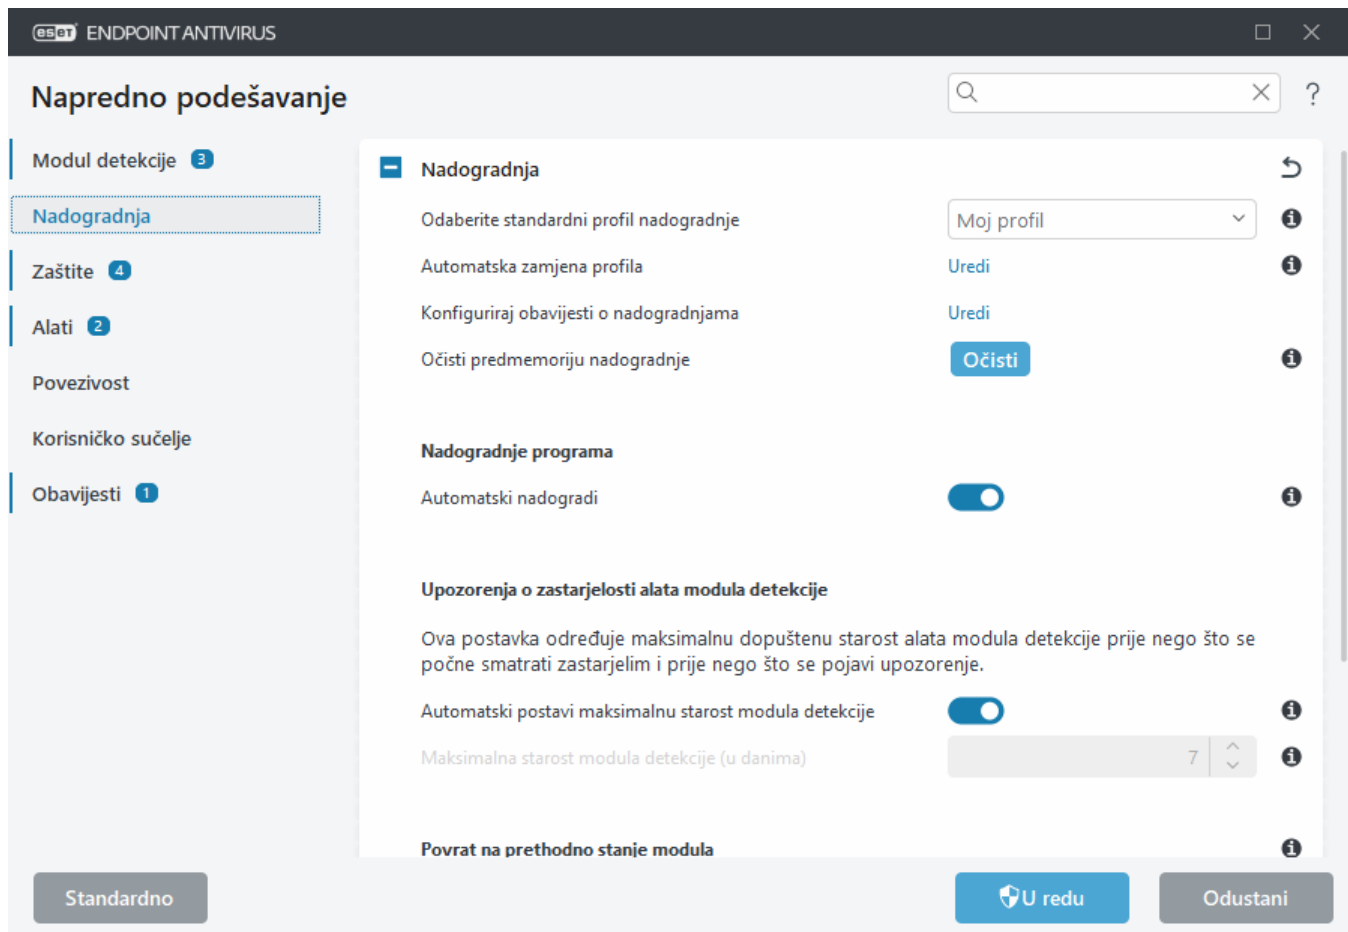 eset ENDPOINT ANTIVIRUS
Napredno podešavanje
?
Modul detekcije 3
Nadogradnja
Zaštite 4
Alati 2
Povezivost
Korisničko sučelje
Obavijesti 1
Nadogradnja
Odaberite standardni profil nadogradnje
Moj profil
Automatska zamjena profila
Uredi
Konfiguriraj obavijesti o nadogradnjama
Uredi
Očisti predmemoriju nadogradnje
Očisti
Nadogradnje programa
Automatski nadogradi
Upozorenja o zastarjelosti alata modula detekcije
Ova postavka određuje maksimalnu dopuštenu starost alata modula detekcije prije nego što se
počne smatrati zastarjelim i prije nego što se pojavi upozorenje.
Automatski postavi maksimalnu starost modula detekcije
Maksimalna starost modula detekcije (u danima)
7
Povrat na prethodno stanje modula
Standardno
U redu
Odustani